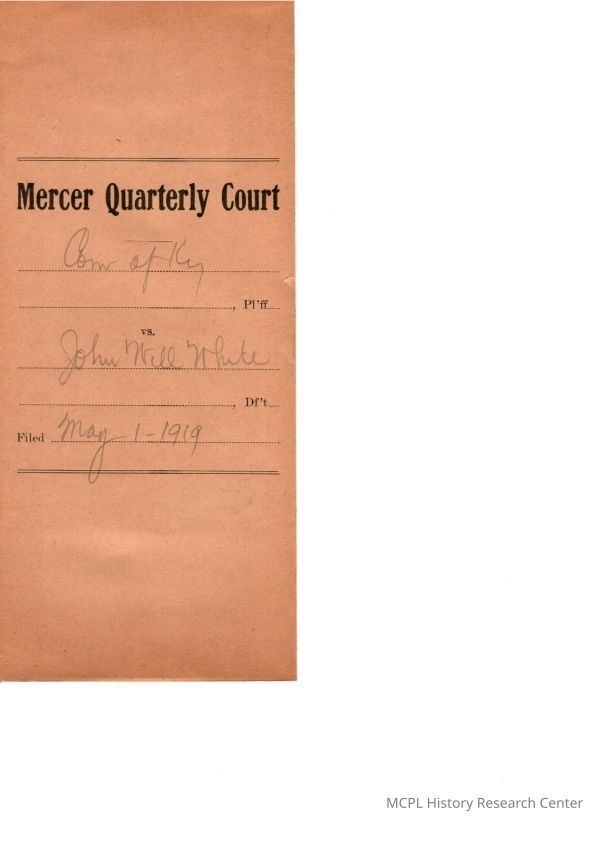 Mercer Quarterly Court
Com of Ky
, Pl'ff
vs.
John Will White
, Df't
Filed May 1-1919
MCPL History Research Center